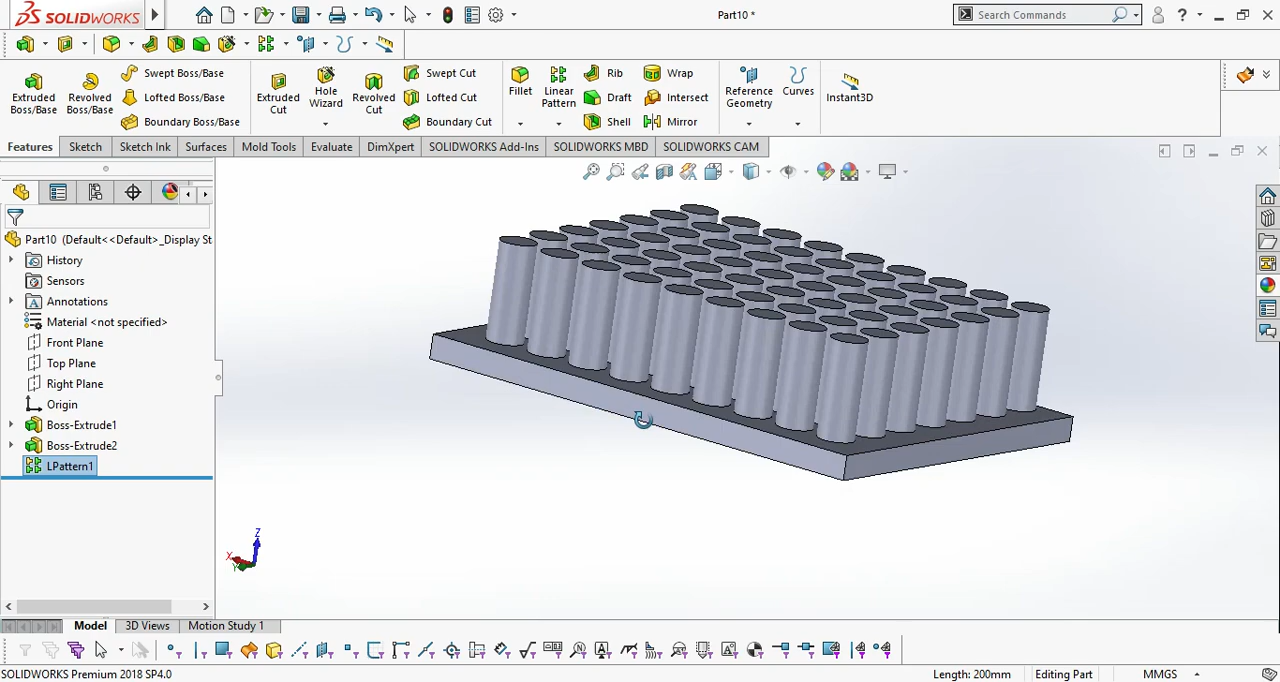 SOLIDWORKS
Part10 *
Search Commands
Extruded Boss/Base
Revolved Boss/Base
Swept Boss/Base
Lofted Boss/Base
Boundary Boss/Base
Extruded Cut
Hole Wizard
Revolved Cut
Swept Cut
Lofted Cut
Boundary Cut
Fillet
Linear Pattern
Rib
Draft
Shell
Wrap
Intersect
Mirror
Reference Geometry
Curves
Instant3D
Features
Sketch
Sketch Ink
Surfaces
Mold Tools
Evaluate
DimXpert
SOLIDWORKS Add-Ins
SOLIDWORKS MBD
SOLIDWORKS CAM
Part10 (Default<<Default>_Display St
History
Sensors
Annotations
Material <not specified>
Front Plane
Top Plane
Right Plane
Origin
Boss-Extrude1
Boss-Extrude2
LPattern1
Z
X
Y
Model
3D Views
Motion Study 1
SOLIDWORKS Premium 2018 SP4.0
Length: 200mm
Editing Part
MMGS